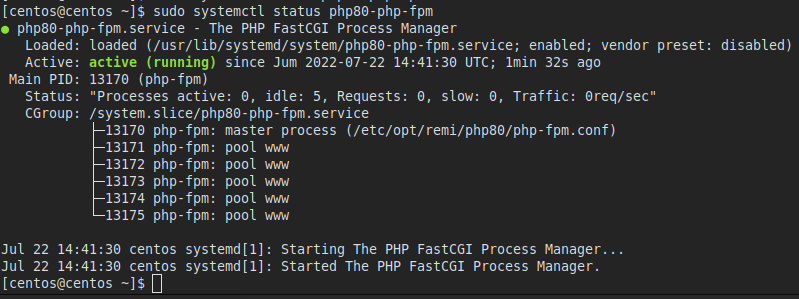 [centos@centos ~]$ sudo systemctl status php80-php-fpm
● php80-php-fpm.service - The PHP FastCGI Process Manager
   Loaded: loaded (/usr/lib/systemd/system/php80-php-fpm.service; enabled; vendor preset: disabled)
   Active: active (running) since Jum 2022-07-22 14:41:30 UTC; 1min 32s ago
 Main PID: 13170 (php-fpm)
   Status: "Processes active: 0, idle: 5, Requests: 0, slow: 0, Traffic: 0req/sec"
   CGroup: /system.slice/php80-php-fpm.service
           ├─13170 php-fpm: master process (/etc/opt/remi/php80/php-fpm.conf)
           ├─13171 php-fpm: pool www
           ├─13172 php-fpm: pool www
           ├─13173 php-fpm: pool www
           ├─13174 php-fpm: pool www
           └─13175 php-fpm: pool www

Jul 22 14:41:30 centos systemd[1]: Starting The PHP FastCGI Process Manager...
Jul 22 14:41:30 centos systemd[1]: Started The PHP FastCGI Process Manager.
[centos@centos ~]$